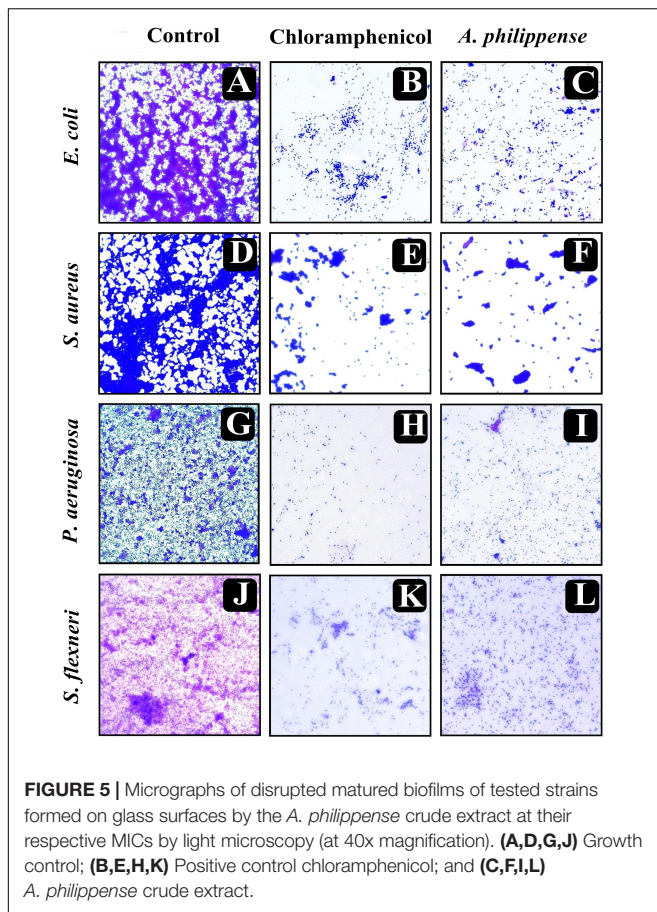 Control Chloramphenicol A. philippense
E. coli
A B C
S. aureus
D E F
P. aeruginosa
G H I
S. flexneri
J K L
FIGURE 5 | Micrographs of disrupted matured biofilms of tested strains
formed on glass surfaces by the A. philippense crude extract at their
respective MICs by light microscopy (at 40x magnification). (A,D,G,J) Growth
control; (B,E,H,K) Positive control chloramphenicol; and (C,F,I,L)
A. philippense crude extract.